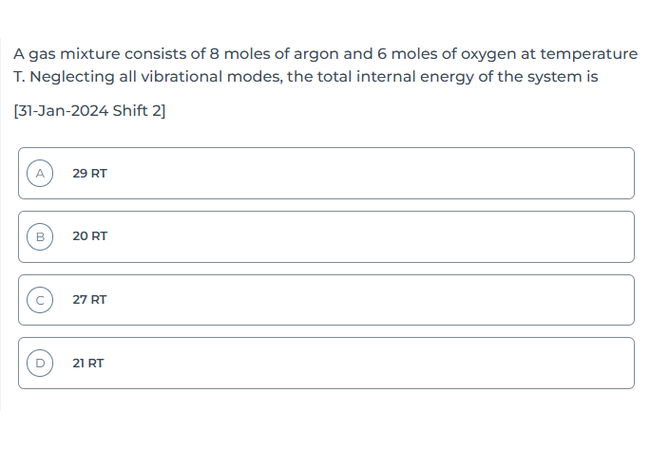 A gas mixture consists of 8 moles of argon and 6 moles of oxygen at temperature
T. Neglecting all vibrational modes, the total internal energy of the system is
[31-Jan-2024 Shift 2]
A 29 RT
B 20 RT
C 27 RT
D 21 RT